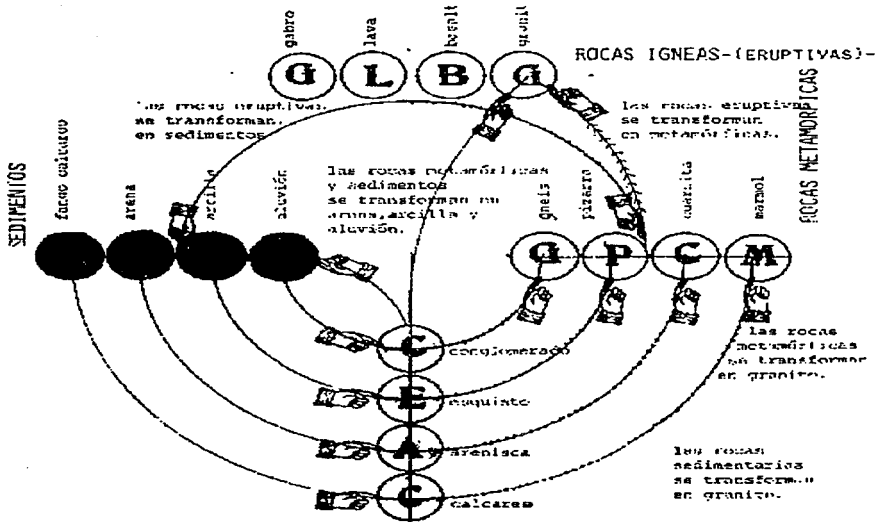 gabro
lava
basalt
granit
G L B G
ROCAS IGNEAS-(ERUPTIVAS)-
las rocas eruptivas
se transforman
en sedimentos
las rocas eruptivas
se transforman
en metamórficas.
ROCAS METAMORFICAS
SEDIMENTOS
fango calcareo
arena
arcilla
aluvión
las rocas metamórficas
y sedimentos
se transforman en
arena, arcilla y
aluvión.
gneis
pizarra
cuarcita
marmol
G P C M
C
conglomerado
E
esquisto
A
arenisca
C
calcarea
las rocas
metamórficas
se transforman
en granito.
las rocas
sedimentarias
se transforman
en granito.